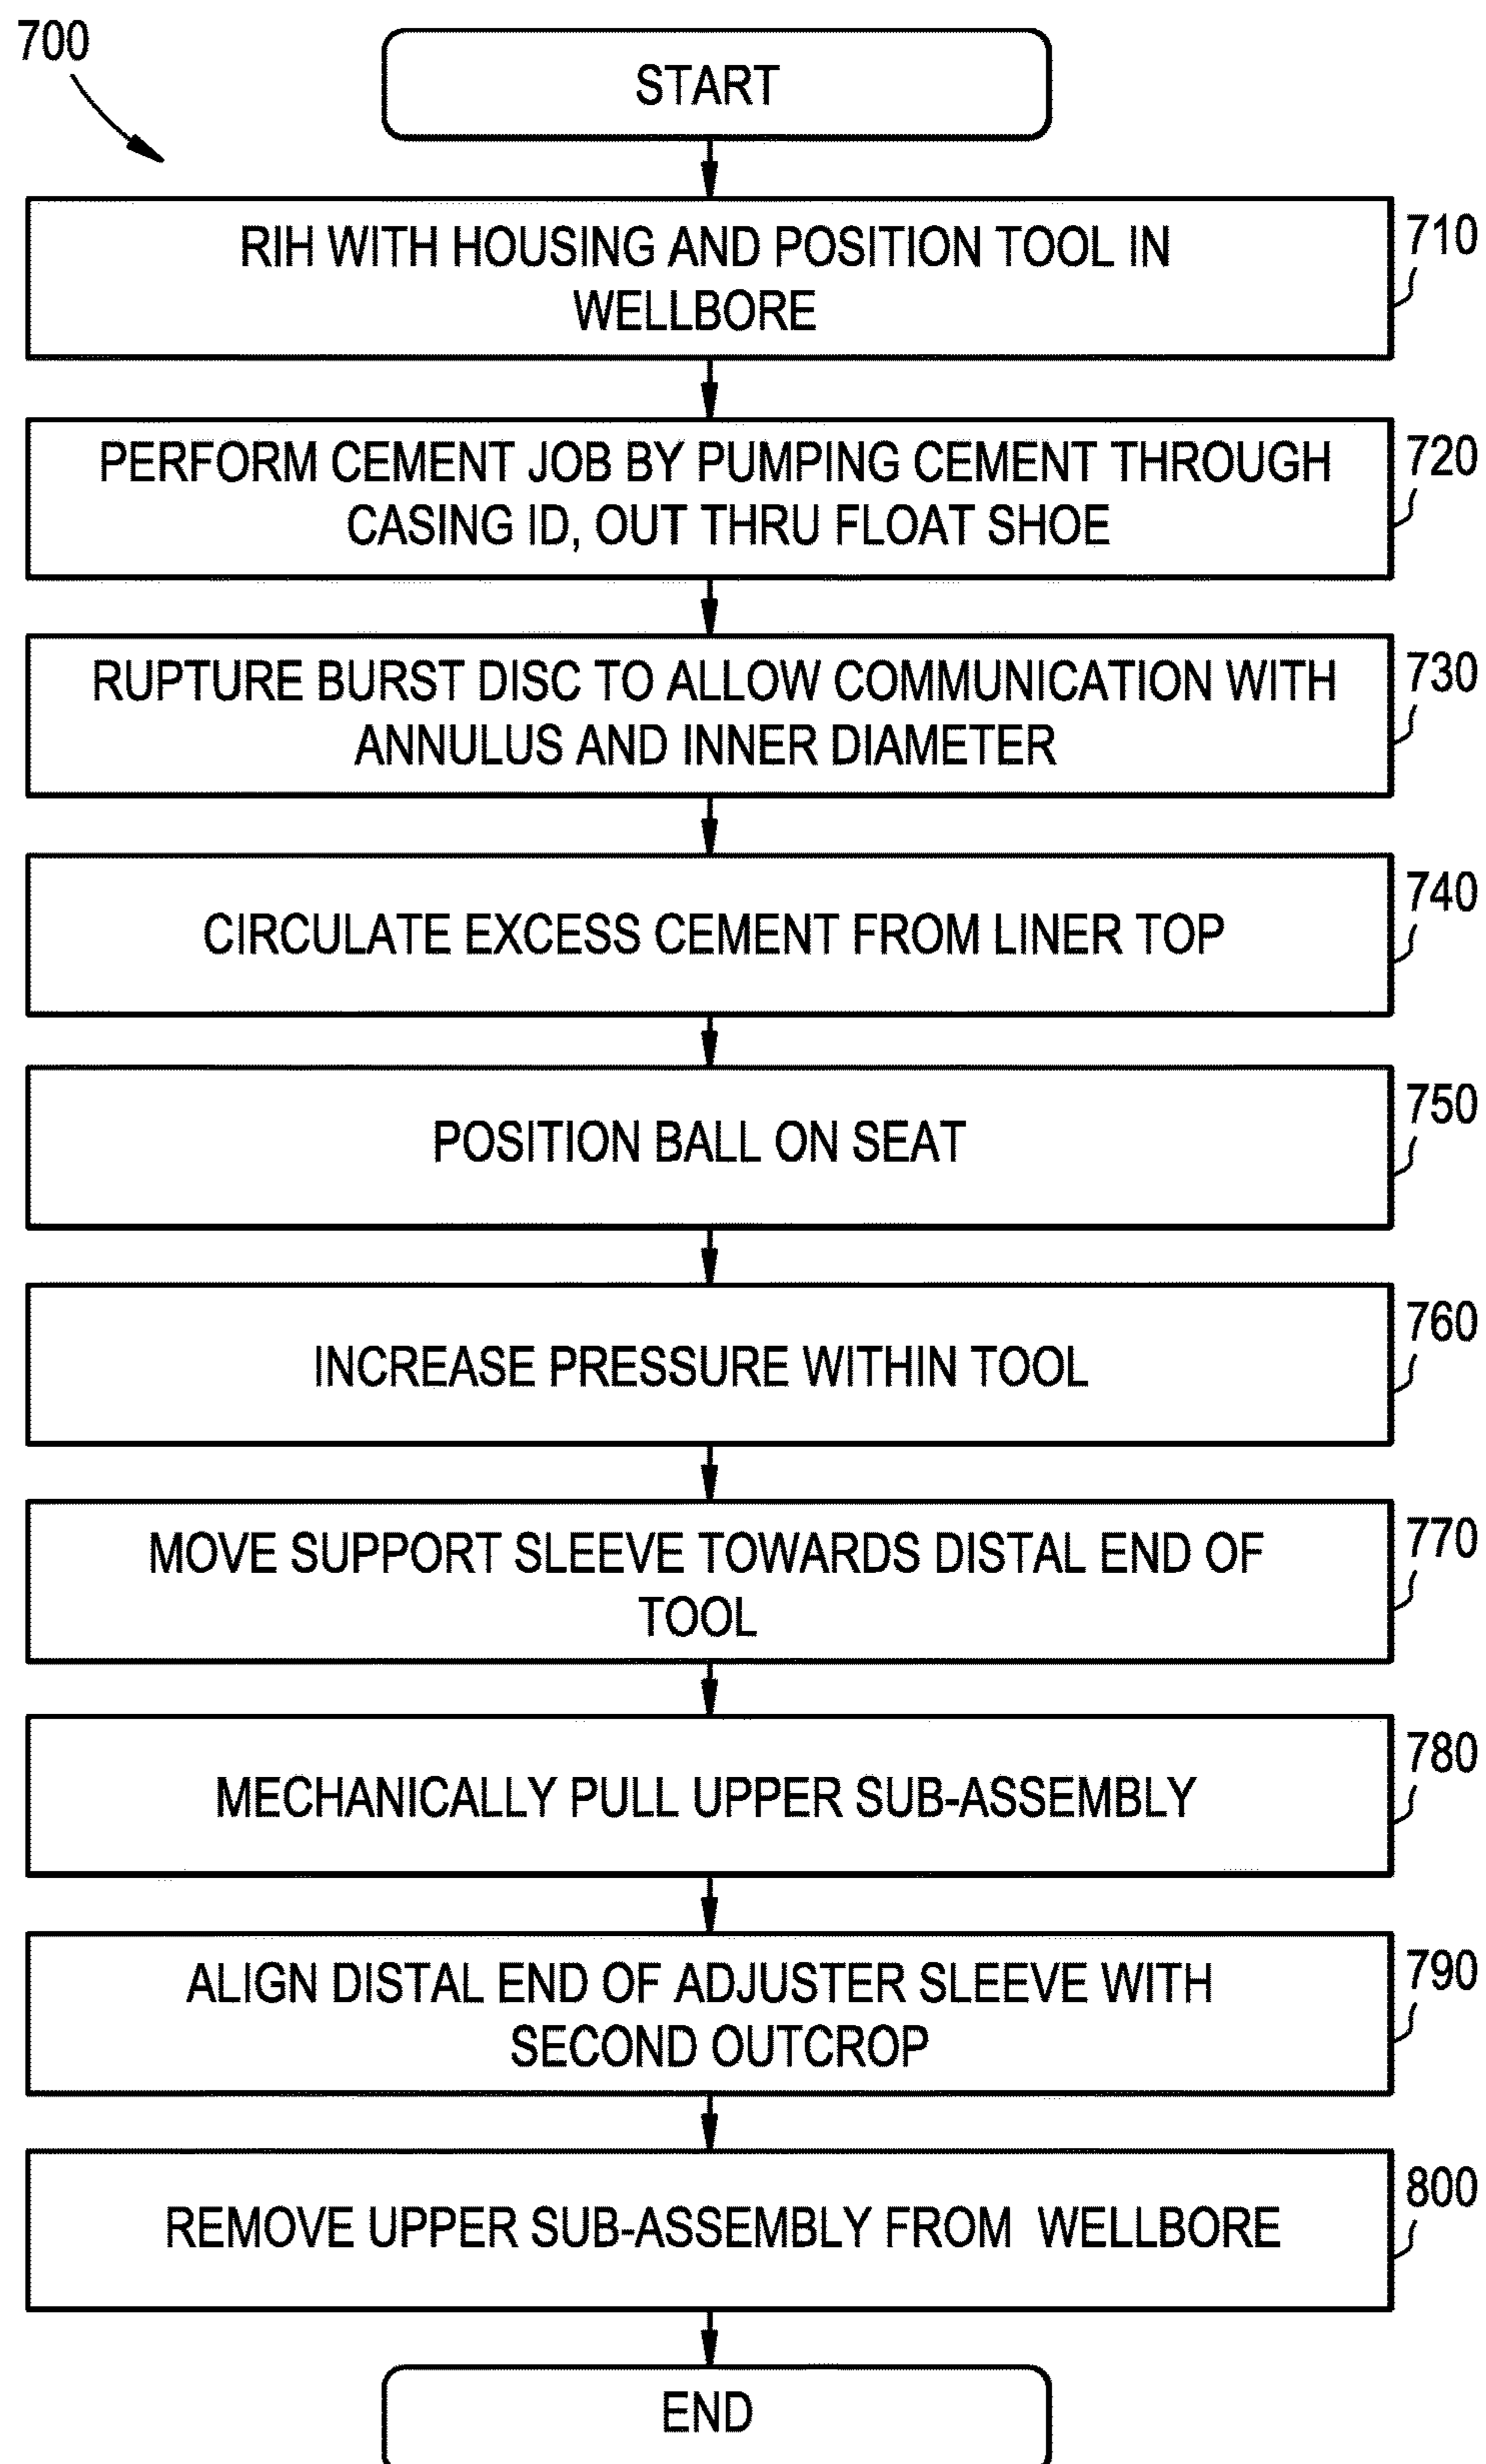 700
START
RIH WITH HOUSING AND POSITION TOOL IN
WELLBORE
710
PERFORM CEMENT JOB BY PUMPING CEMENT THROUGH
CASING ID, OUT THRU FLOAT SHOE
720
RUPTURE BURST DISC TO ALLOW COMMUNICATION WITH
ANNULUS AND INNER DIAMETER
730
CIRCULATE EXCESS CEMENT FROM LINER TOP
740
POSITION BALL ON SEAT
750
INCREASE PRESSURE WITHIN TOOL
760
MOVE SUPPORT SLEEVE TOWARDS DISTAL END OF
TOOL
770
MECHANICALLY PULL UPPER SUB-ASSEMBLY
780
ALIGN DISTAL END OF ADJUSTER SLEEVE WITH
SECOND OUTCROP
790
REMOVE UPPER SUB-ASSEMBLY FROM WELLBORE
800
END